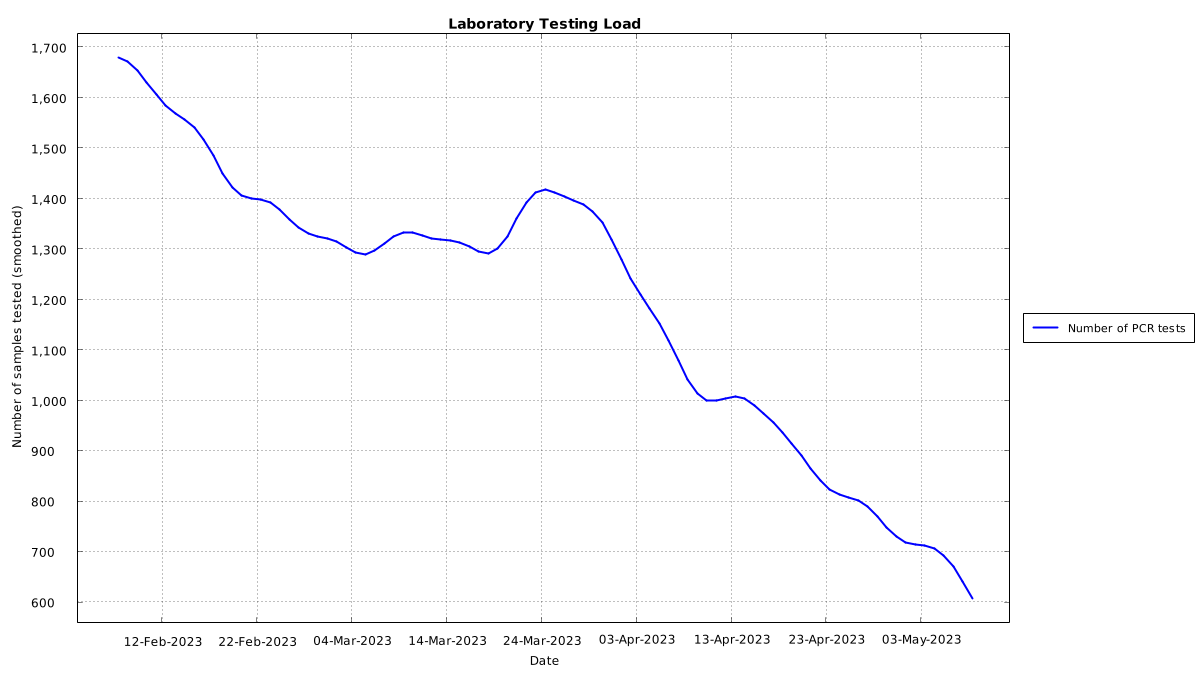 Laboratory Testing Load
Number of samples tested (smoothed)
1,700
1,600
1,500
1,400
1,300
1,200
1,100
1,000
900
800
700
600
12-Feb-2023
22-Feb-2023
04-Mar-2023
14-Mar-2023
24-Mar-2023
03-Apr-2023
13-Apr-2023
23-Apr-2023
03-May-2023
Date
Number of PCR tests